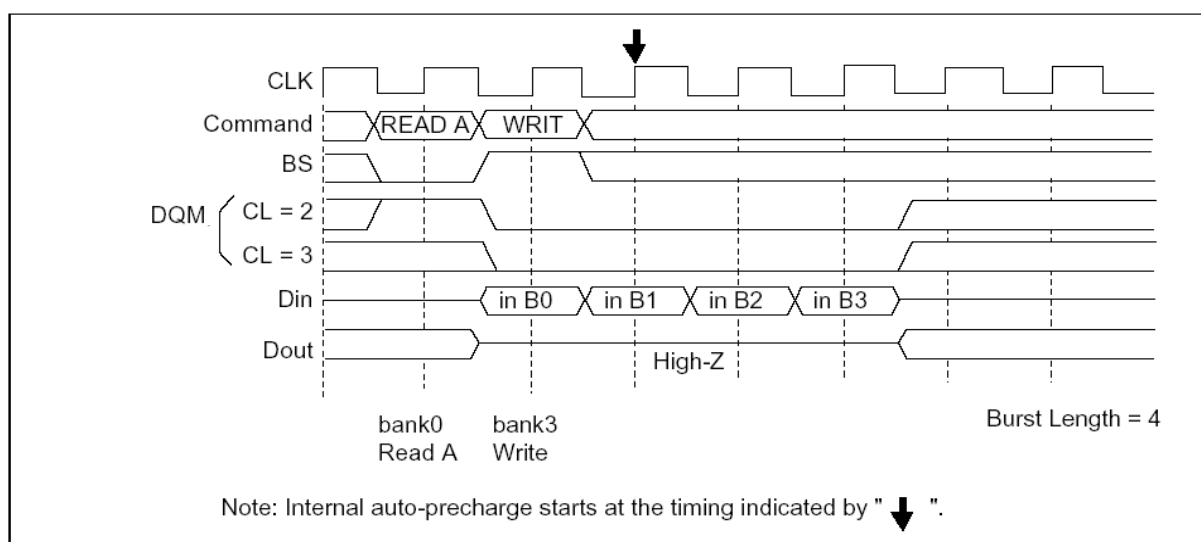 CLK
Command READ A WRIT
BS
DQM CL = 2
CL = 3
Din in B0 in B1 in B2 in B3
Dout High-Z
bank0 bank3 Burst Length = 4
Read A Write
Note: Internal auto-precharge starts at the timing indicated by " ".